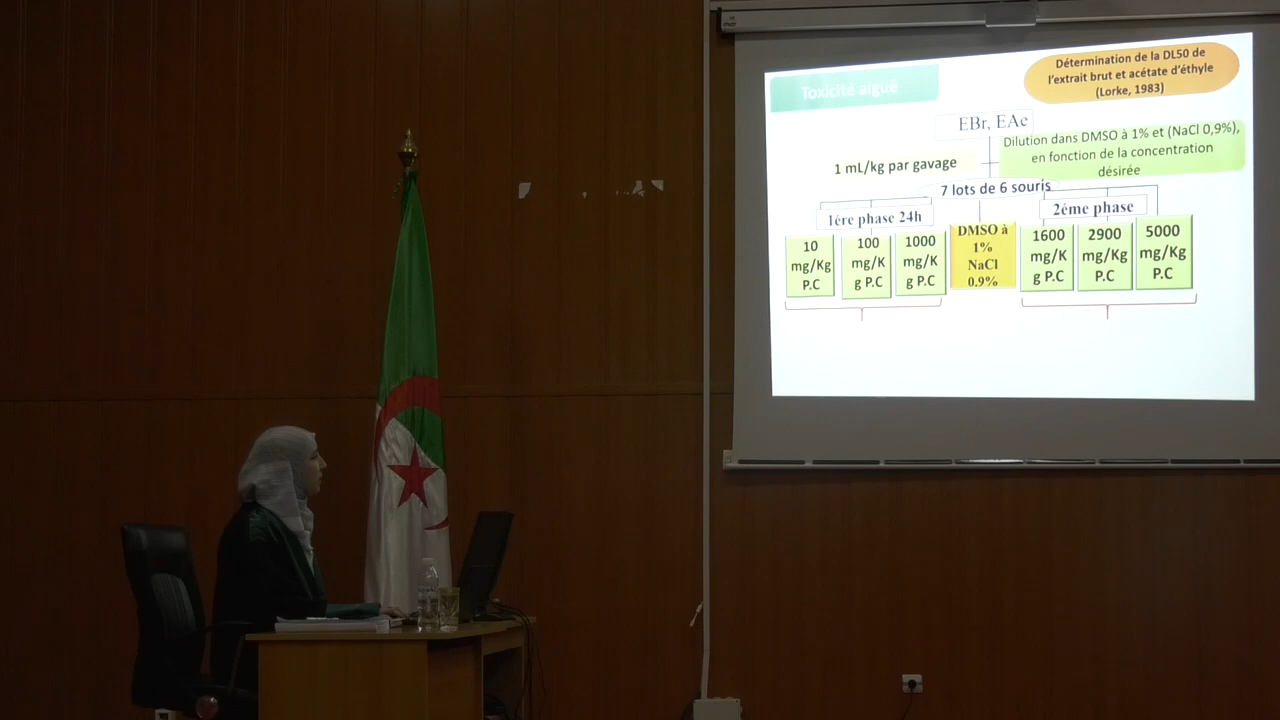 Toxicité aiguë
Détermination de la DL50 de
l'extrait brut et acétate d'éthyle
(Lorke, 1983)
EBr, EAe
Dilution dans DMSO à 1% et (NaCl 0,9%),
en fonction de la concentration
désirée
1 mL/kg par gavage
7 lots de 6 souris
1ére phase 24h
2éme phase
10
mg/Kg
P.C
100
mg/K
g P.C
1000
mg/K
g P.C
DMSO à
1%
NaCl
0.9%
1600
mg/K
g P.C
2900
mg/Kg
P.C
5000
mg/Kg
P.C